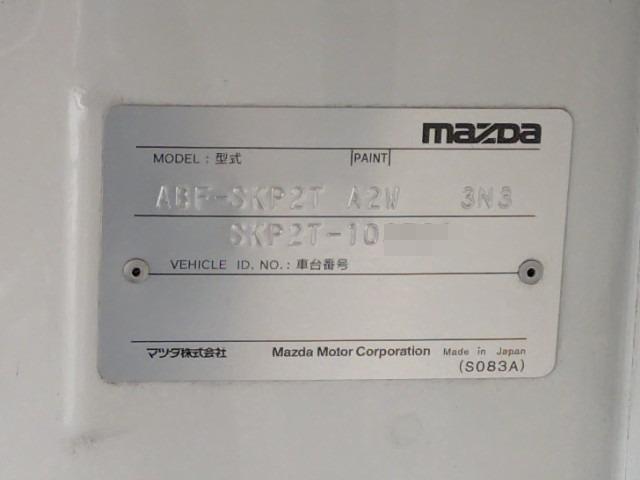 mazda
MODEL : 型式 |PAINT|
ABF-SKP2T A2W 3N3
SKP2T-10
VEHICLE ID. NO. : 車台番号
マツダ株式会社 Mazda Motor Corporation Made in Japan
(S083A)